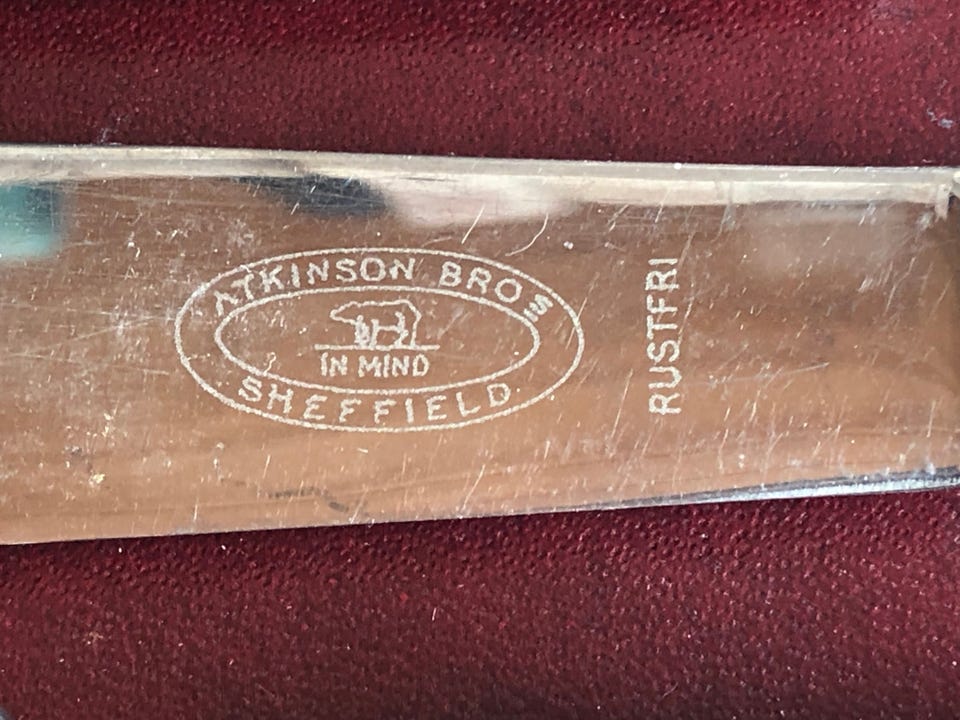 ATKINSON BROS
IN MIND
SHEFFIELD
RUSTFRI